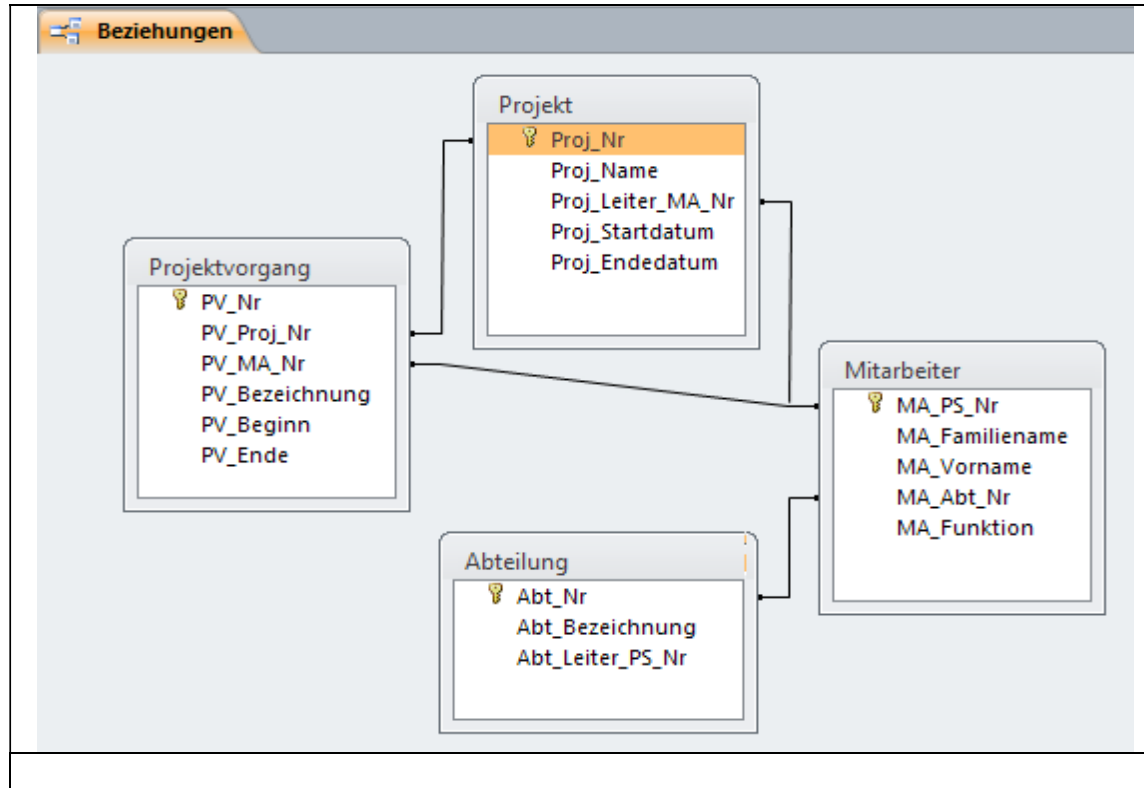 Beziehungen
Projekt
Proj_Nr
Proj_Name
Proj_Leiter_MA_Nr
Proj_Startdatum
Proj_Endedatum
Projektvorgang
PV_Nr
PV_Proj_Nr
PV_MA_Nr
PV_Bezeichnung
PV_Beginn
PV_Ende
Mitarbeiter
MA_PS_Nr
MA_Familiename
MA_Vorname
MA_Abt_Nr
MA_Funktion
Abteilung
Abt_Nr
Abt_Bezeichnung
Abt_Leiter_PS_Nr